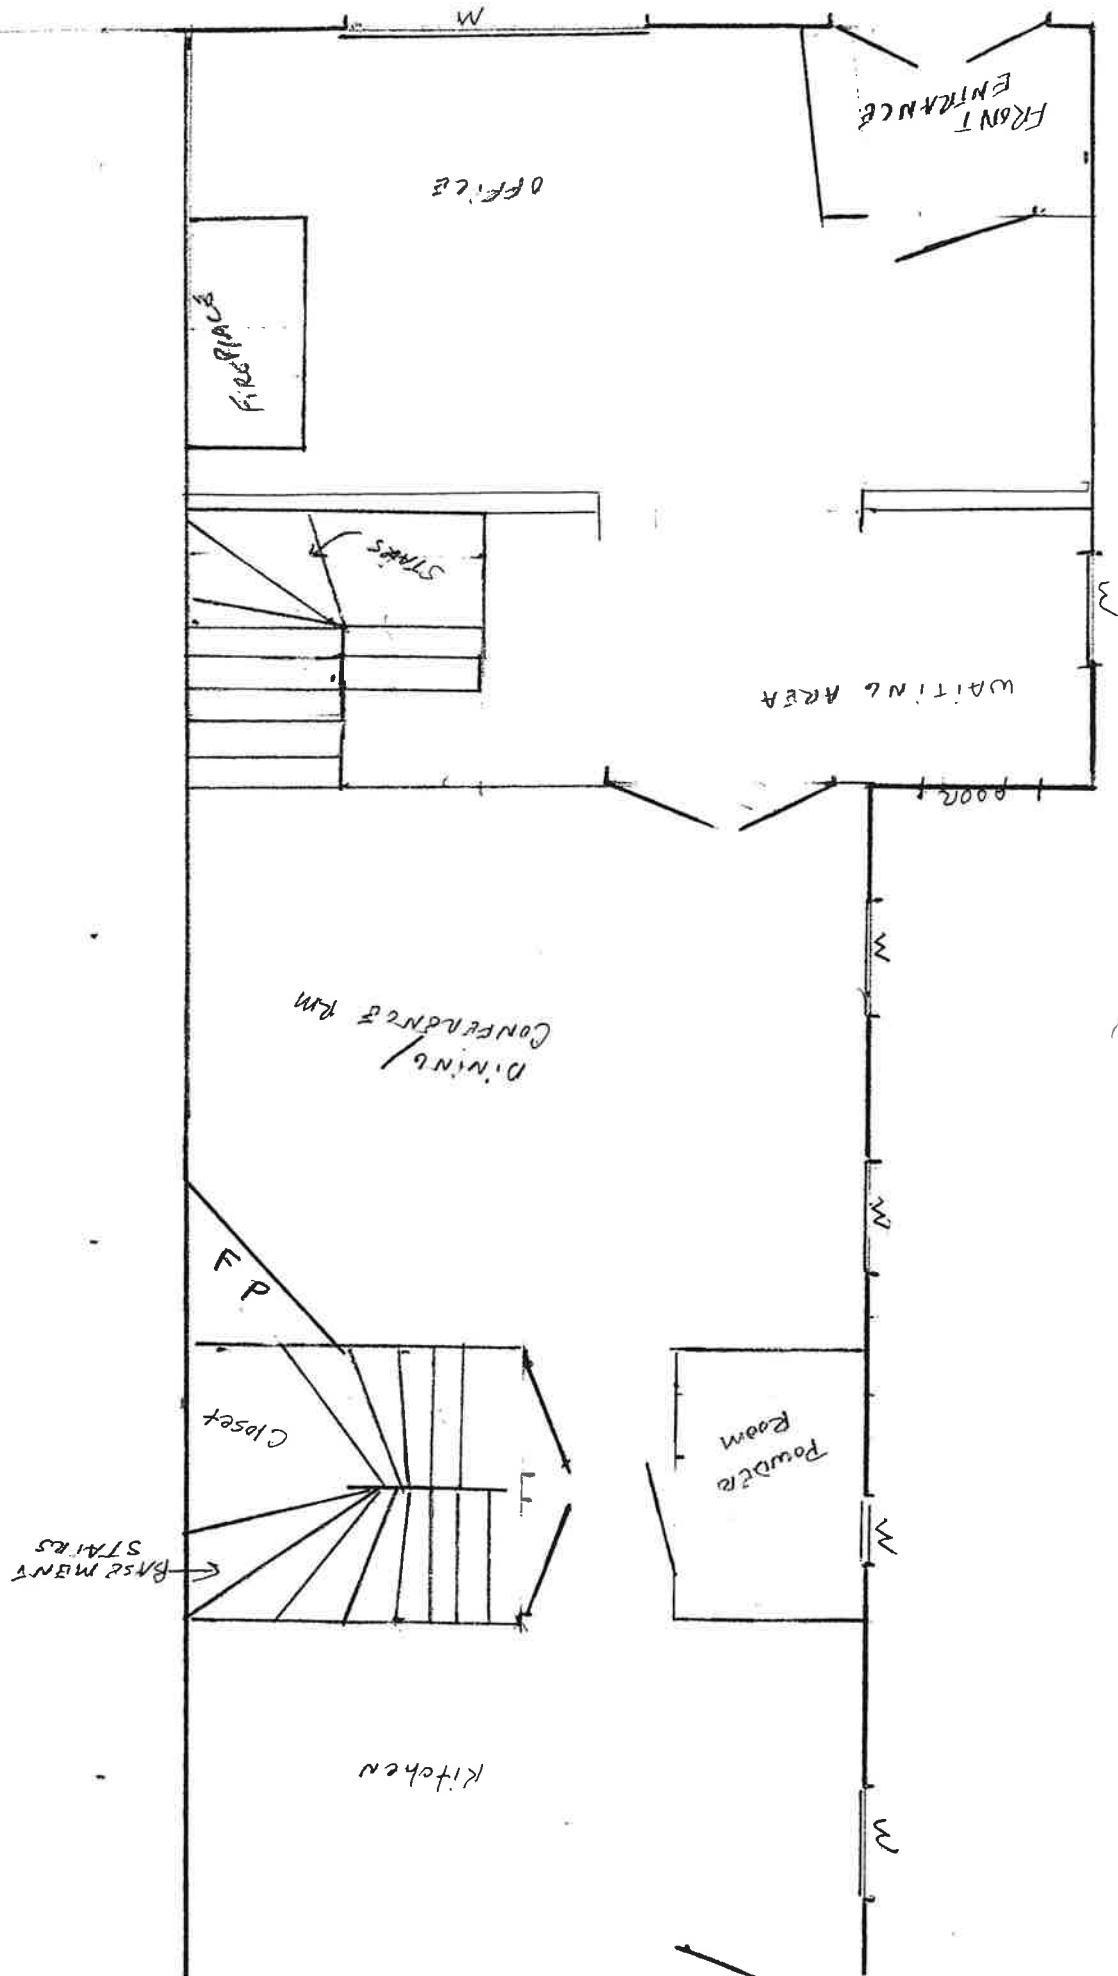 W
FRONT
ENTRANCE
OFFiCE
FiREPlACE
STAiRS
W
WAiTiNG AREA
DOOR
W
DiNiNG/
CONFERENCE RM
W
F P
Closet
POWDER
ROOM
W
BASEMENT
STAIRS
Kitchen
W